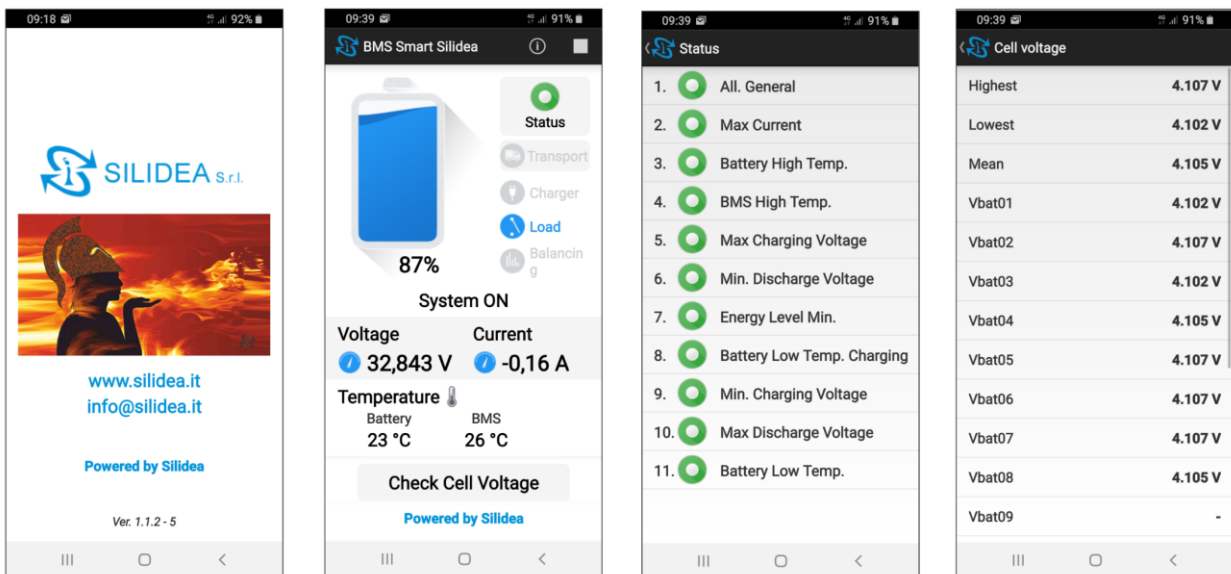 09:18
92%
SILIDEA S.r.l.
www.silidea.it
info@silidea.it
Powered by Silidea
Ver. 1.1.2 - 5
09:39
91%
BMS Smart Silidea
Status
Transport
Charger
Load
Balancin
g
87%
System ON
Voltage Current
32,843 V -0,16 A
Temperature
Battery BMS
23 °C 26 °C
Check Cell Voltage
Powered by Silidea
09:39
91%
Status
1. All. General
2. Max Current
3. Battery High Temp.
4. BMS High Temp.
5. Max Charging Voltage
6. Min. Discharge Voltage
7. Energy Level Min.
8. Battery Low Temp. Charging
9. Min. Charging Voltage
10. Max Discharge Voltage
11. Battery Low Temp.
09:39
91%
Cell voltage
Highest 4.107 V
Lowest 4.102 V
Mean 4.105 V
Vbat01 4.102 V
Vbat02 4.107 V
Vbat03 4.102 V
Vbat04 4.105 V
Vbat05 4.107 V
Vbat06 4.107 V
Vbat07 4.107 V
Vbat08 4.105 V
Vbat09 -